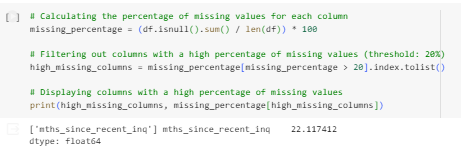 [ ] # Calculating the percentage of missing values for each column
missing_percentage = (df.isnull().sum() / len(df)) * 100
# Filtering out columns with a high percentage of missing values (threshold: 20%)
high_missing_columns = missing_percentage[missing_percentage > 20].index.tolist()
# Displaying columns with a high percentage of missing values
print(high_missing_columns, missing_percentage[high_missing_columns])
['mths_since_recent_inq'] mths_since_recent_inq    22.117412
dtype: float64